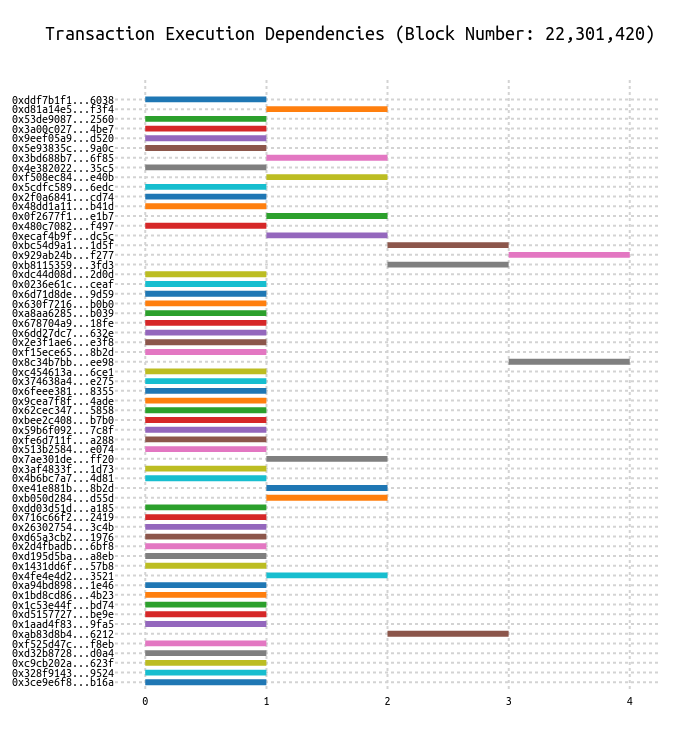 Transaction Execution Dependencies (Block Number: 22,301,420)
0xddf7b1f1...6038
0xd81a14e5...f3f4
0x53de9087...2560
0x3a00c027...4be7
0x9eef05a9...d520
0x5e93835c...9a0c
0x3bd688b7...6f85
0x4e382022...35c5
0xf508ec84...e40b
0x5cdfc589...6edc
0x2f0a6841...cd74
0x48dd1a11...b41d
0x0f2677f1...e1b7
0x480c7082...f497
0xecaf4b9f...dc5c
0xbc54d9a1...1d5f
0x929ab24b...f277
0xb8115359...3fd3
0xdc44d08d...2d0d
0x0236e61c...ceaf
0x6d71d8de...9d59
0x630f7216...b0b0
0xa8aa6285...b039
0x678704a9...18fe
0x6dd27dc7...632e
0x2e3f1ae6...e3f8
0xf15ece65...8b2d
0x8c34b7bb...ee98
0xc454613a...6ce1
0x374638a4...e275
0x6feee381...8355
0x9cea7f8f...4ade
0x62cec347...5858
0xbee2c408...b7b0
0x59b6f092...7c8f
0xfe6d711f...a288
0x513b2584...e074
0x7ae301de...ff20
0x3af4833f...1d73
0x4b6bc7a7...4d81
0xe41e881b...8b2d
0xb050d284...d55d
0xdd03d51d...a185
0x716c66f2...2419
0x26302754...3c4b
0xd65a3cb2...1976
0x2d4fbadb...6bf8
0xd195d5ba...a8eb
0x1431dd6f...57b8
0x4fe4e4d2...3521
0xa94bd898...1e46
0x1bd8cd86...4b23
0x1c53e44f...bd74
0xd5157727...be9e
0x1aad4f83...9fa5
0xab83d8b4...6212
0xf525d47c...f8eb
0xd32b8728...d0a4
0xc9cb202a...623f
0x328f9143...9524
0x3ce9e6f8...b16a
0 1 2 3 4